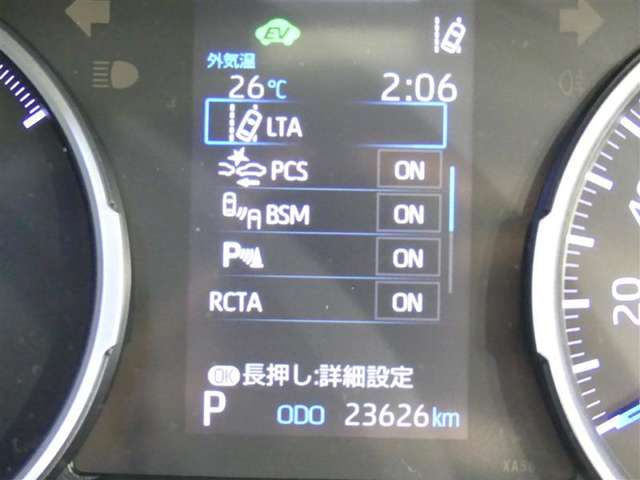 EV
外気温
26℃ 2:06
LTA
PCS ON
BSM ON
P ON
RCTA ON
OK 長押し:詳細設定
P ODO 23626km
20